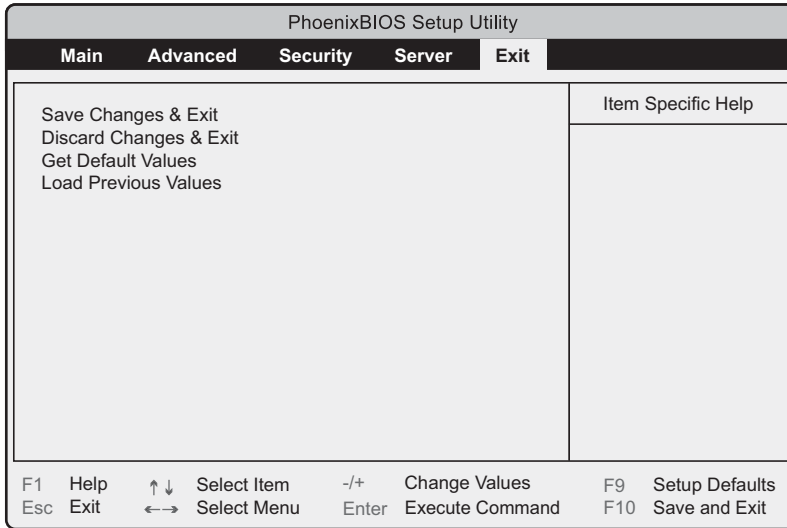 PhoenixBIOS Setup Utility
Main Advanced Security Server Exit
Save Changes & Exit
Discard Changes & Exit
Get Default Values
Load Previous Values
Item Specific Help
F1 Help ↑ ↓ Select Item -/+ Change Values F9 Setup Defaults
Esc Exit ←→ Select Menu Enter Execute Command F10 Save and Exit